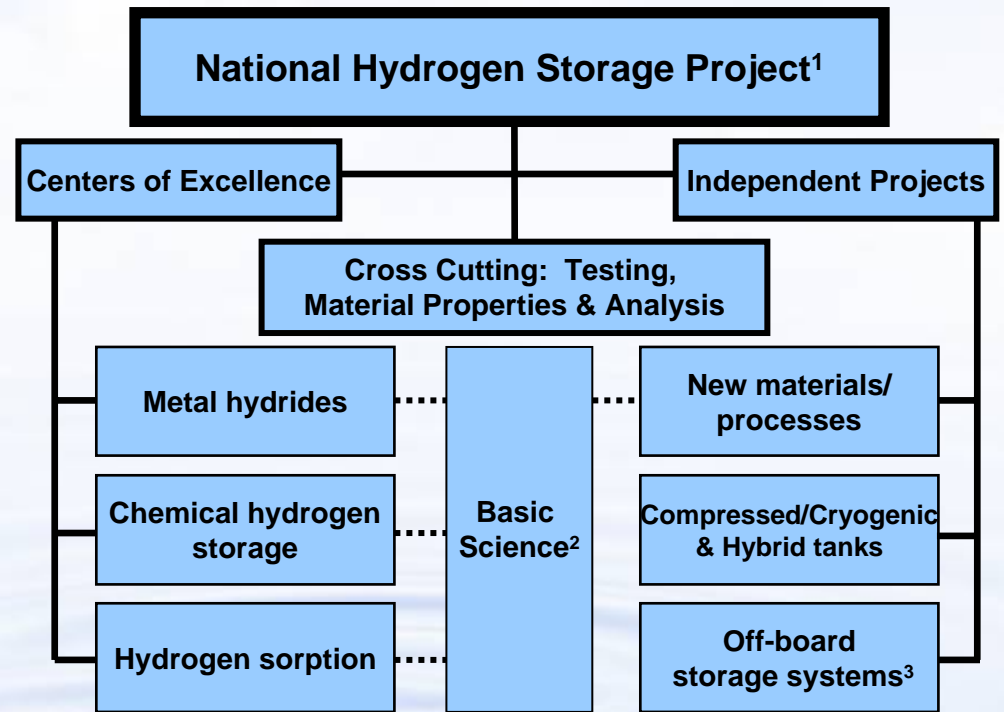 National Hydrogen Storage Project¹
Centers of Excellence
Independent Projects
Cross Cutting: Testing,
Material Properties & Analysis
Metal hydrides
New materials/
processes
Chemical hydrogen
storage
Basic
Science²
Compressed/Cryogenic
& Hybrid tanks
Hydrogen sorption
Off-board
storage systems³